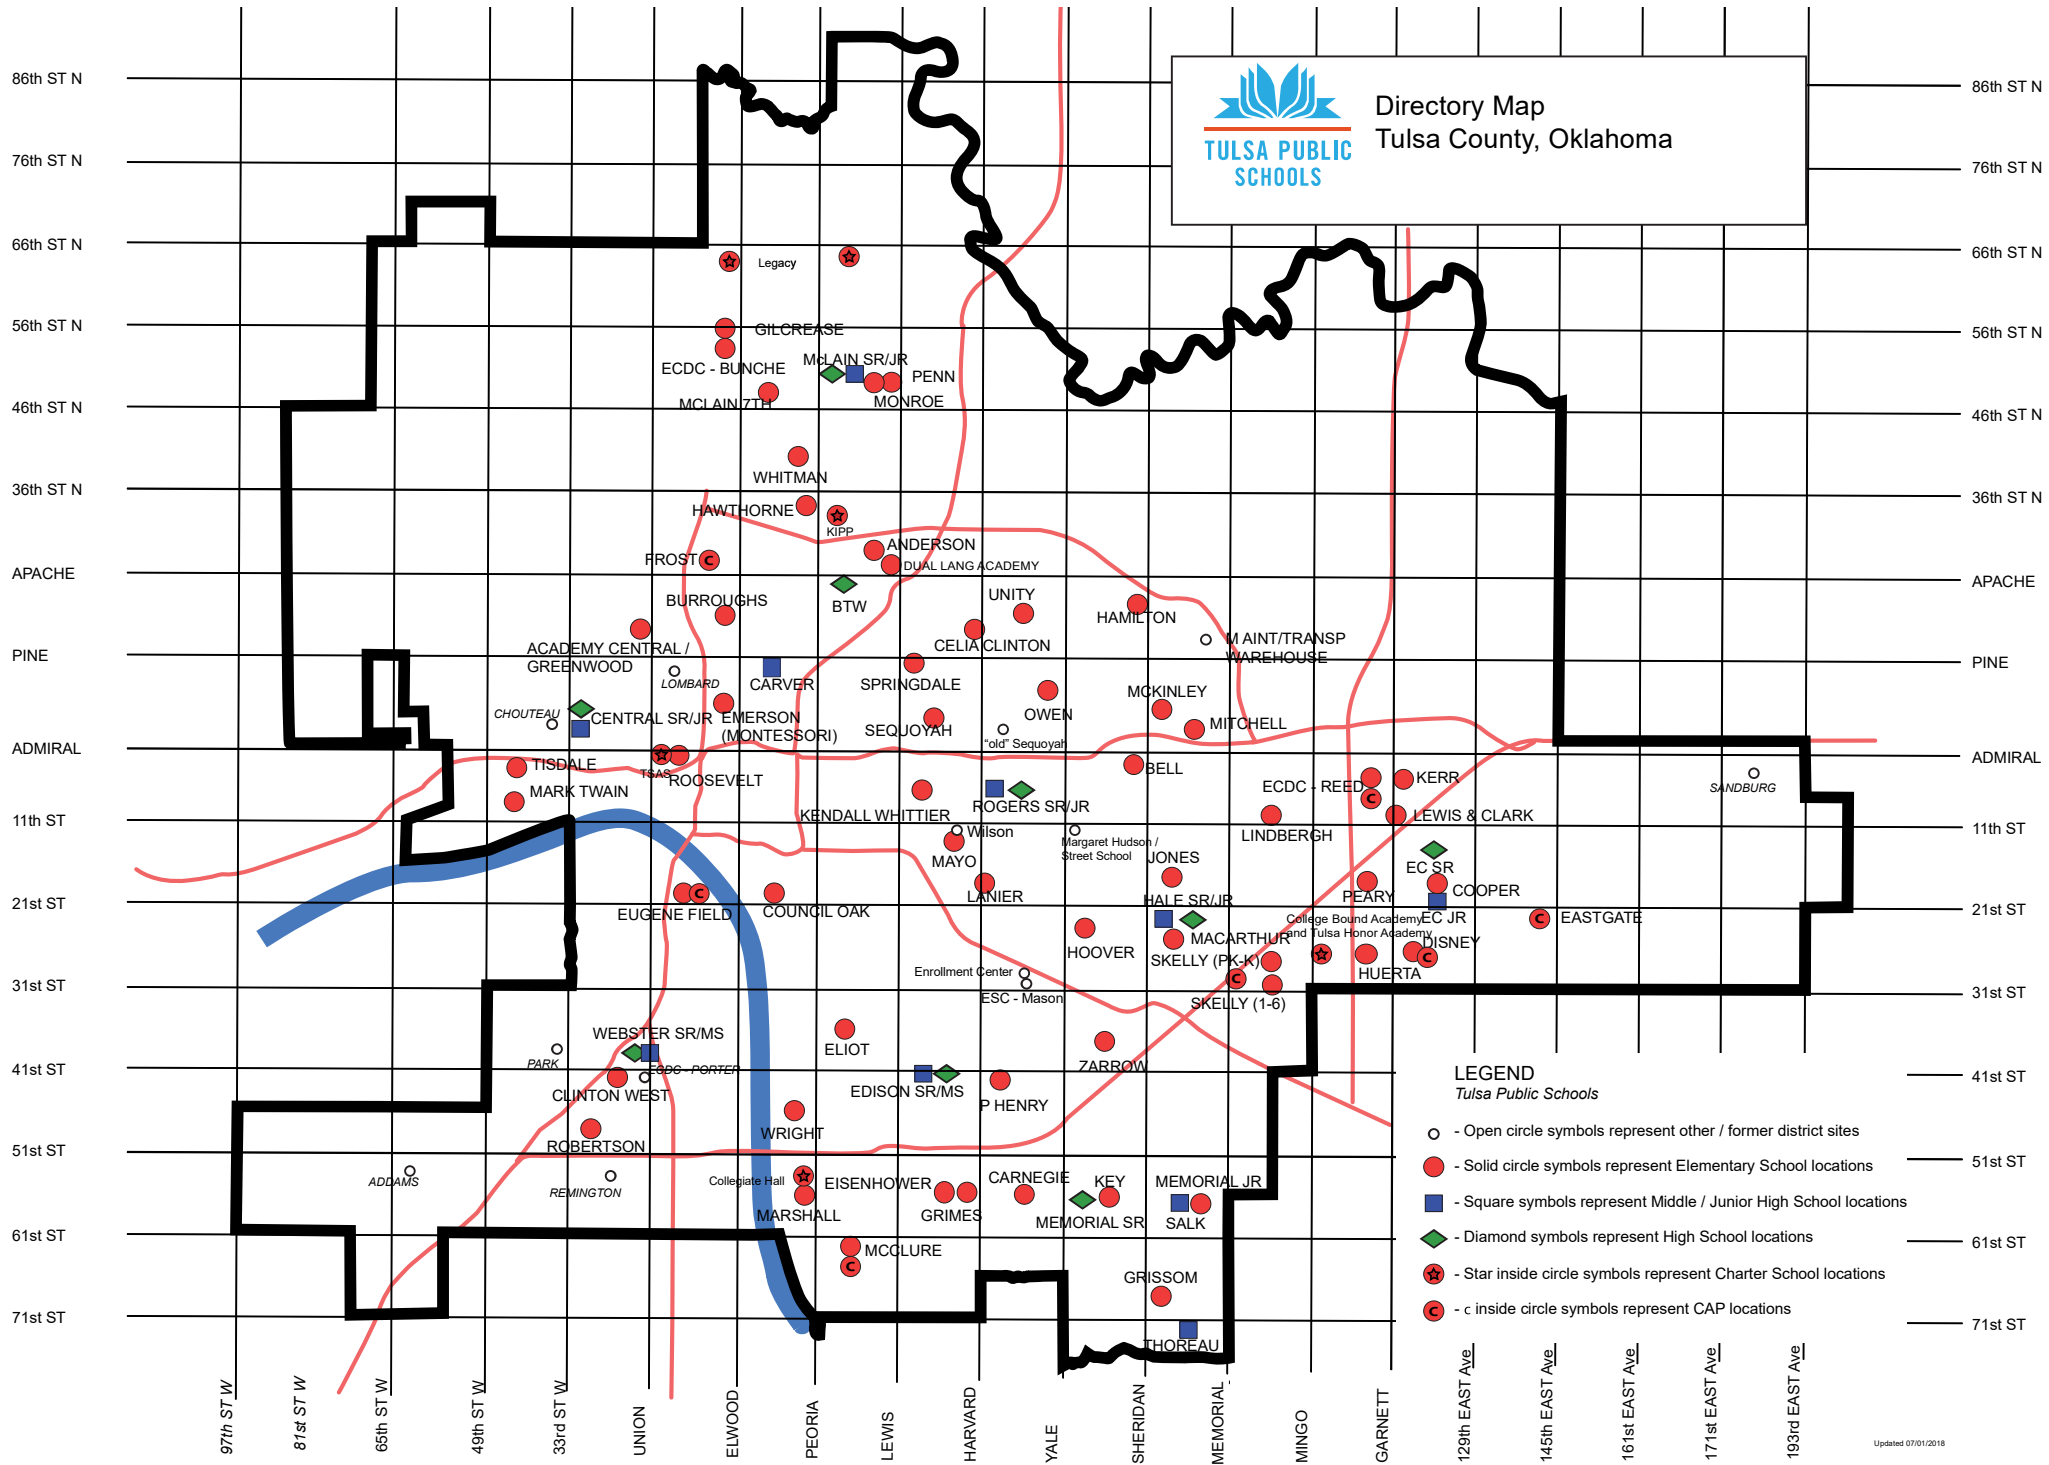 Directory Map
Tulsa County, Oklahoma
TULSA PUBLIC
SCHOOLS
86th ST N
76th ST N
66th ST N
56th ST N
46th ST N
36th ST N
APACHE
PINE
ADMIRAL
11th ST
21st ST
31st ST
41st ST
51st ST
61st ST
71st ST
86th ST N
76th ST N
66th ST N
56th ST N
46th ST N
36th ST N
APACHE
PINE
ADMIRAL
11th ST
21st ST
31st ST
41st ST
51st ST
61st ST
71st ST
Legacy
GILCREASE
ECDC - BUNCHE
McLAIN SR/JR
PENN
MCLAIN 7TH
MONROE
WHITMAN
HAWTHORNE
KIPP
FROST
C
ANDERSON
DUAL LANG ACADEMY
BTW
BURROUGHS
UNITY
HAMILTON
CELIA CLINTON
M AINT/TRANSP
WAREHOUSE
ACADEMY CENTRAL /
GREENWOOD
LOMBARD
CARVER
SPRINGDALE
MCKINLEY
CHOUTEAU
CENTRAL SR/JR
EMERSON
(MONTESSORI)
SEQUOYAH
OWEN
MITCHELL
"old" Sequoyah
TISDALE
TSAS
ROOSEVELT
BELL
MARK TWAIN
KENDALL WHITTIER
ROGERS SR/JR
ECDC - REED
C
KERR
SANDBURG
LEWIS & CLARK
LINDBERGH
Wilson
MAYO
Margaret Hudson /
Street School
JONES
EC SR
LANIER
PEARY
COOPER
EUGENE FIELD
C
COUNCIL OAK
HALE SR/JR
EC JR
C
EASTGATE
College Bound Academy
and Tulsa Honor Academy
HOOVER
MACARTHUR
DISNEY
C
SKELLY (PK-K)
HUERTA
Enrollment Center
ESC - Mason
C
SKELLY (1-6)
WEBSTER SR/MS
ELIOT
PARK
ECDC - PORTER
ZARROW
CLINTON WEST
EDISON SR/MS
P HENRY
WRIGHT
ROBERTSON
ADDAMS
REMINGTON
Collegiate Hall
MARSHALL
EISENHOWER
GRIMES
CARNEGIE
KEY
MEMORIAL SR
MEMORIAL JR
SALK
MCCLURE
C
GRISSOM
THOREAU
LEGEND
Tulsa Public Schools
- Open circle symbols represent other / former district sites
- Solid circle symbols represent Elementary School locations
- Square symbols represent Middle / Junior High School locations
- Diamond symbols represent High School locations
- Star inside circle symbols represent Charter School locations
C - c inside circle symbols represent CAP locations
97th ST W
81st ST W
65th ST W
49th ST W
33rd ST W
UNION
ELWOOD
PEORIA
LEWIS
HARVARD
YALE
SHERIDAN
MEMORIAL
MINGO
GARNETT
129th EAST Ave
145th EAST Ave
161st EAST Ave
171st EAST Ave
193rd EAST Ave
Updated 07/01/2018